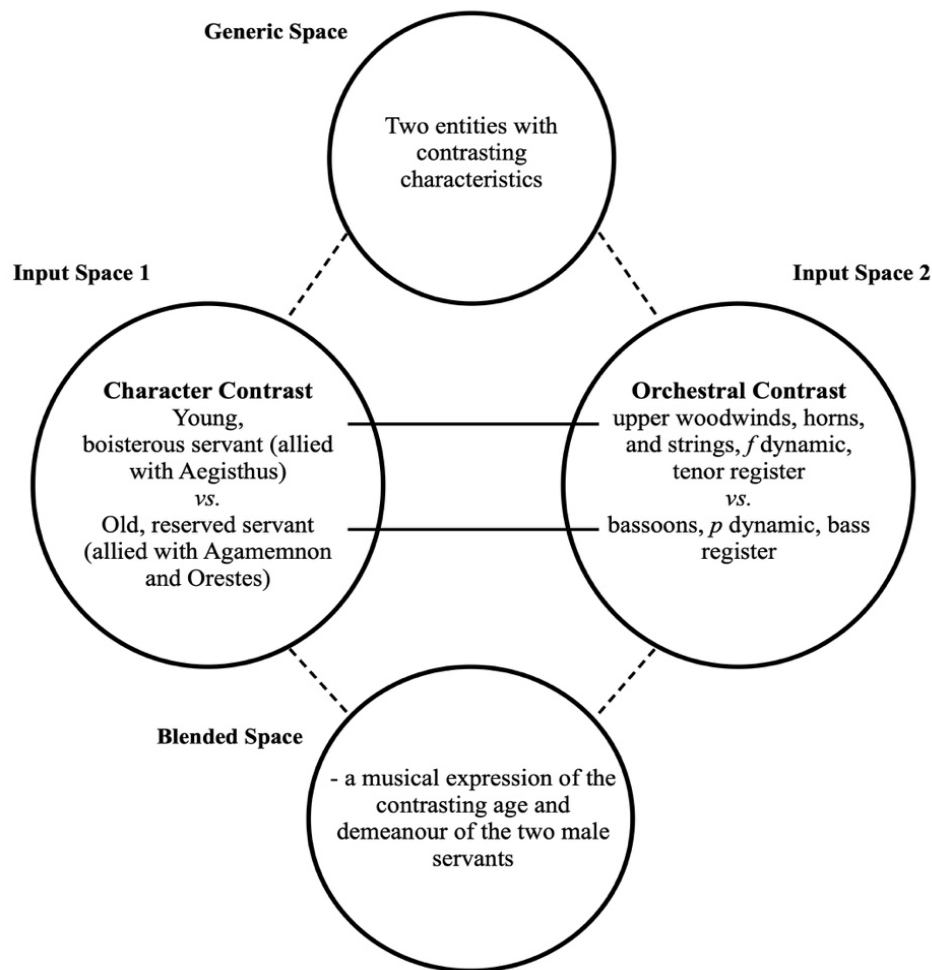 Generic Space
Two entities with
contrasting
characteristics
Input Space 1
Input Space 2
Character Contrast
Young,
boisterous servant (allied
with Aegisthus)
vs.
Old, reserved servant
(allied with Agamemnon
and Orestes)
Orchestral Contrast
upper woodwinds, horns,
and strings, f dynamic,
tenor register
vs.
bassoons, p dynamic, bass
register
Blended Space
- a musical expression of the
contrasting age and
demeanour of the two male
servants